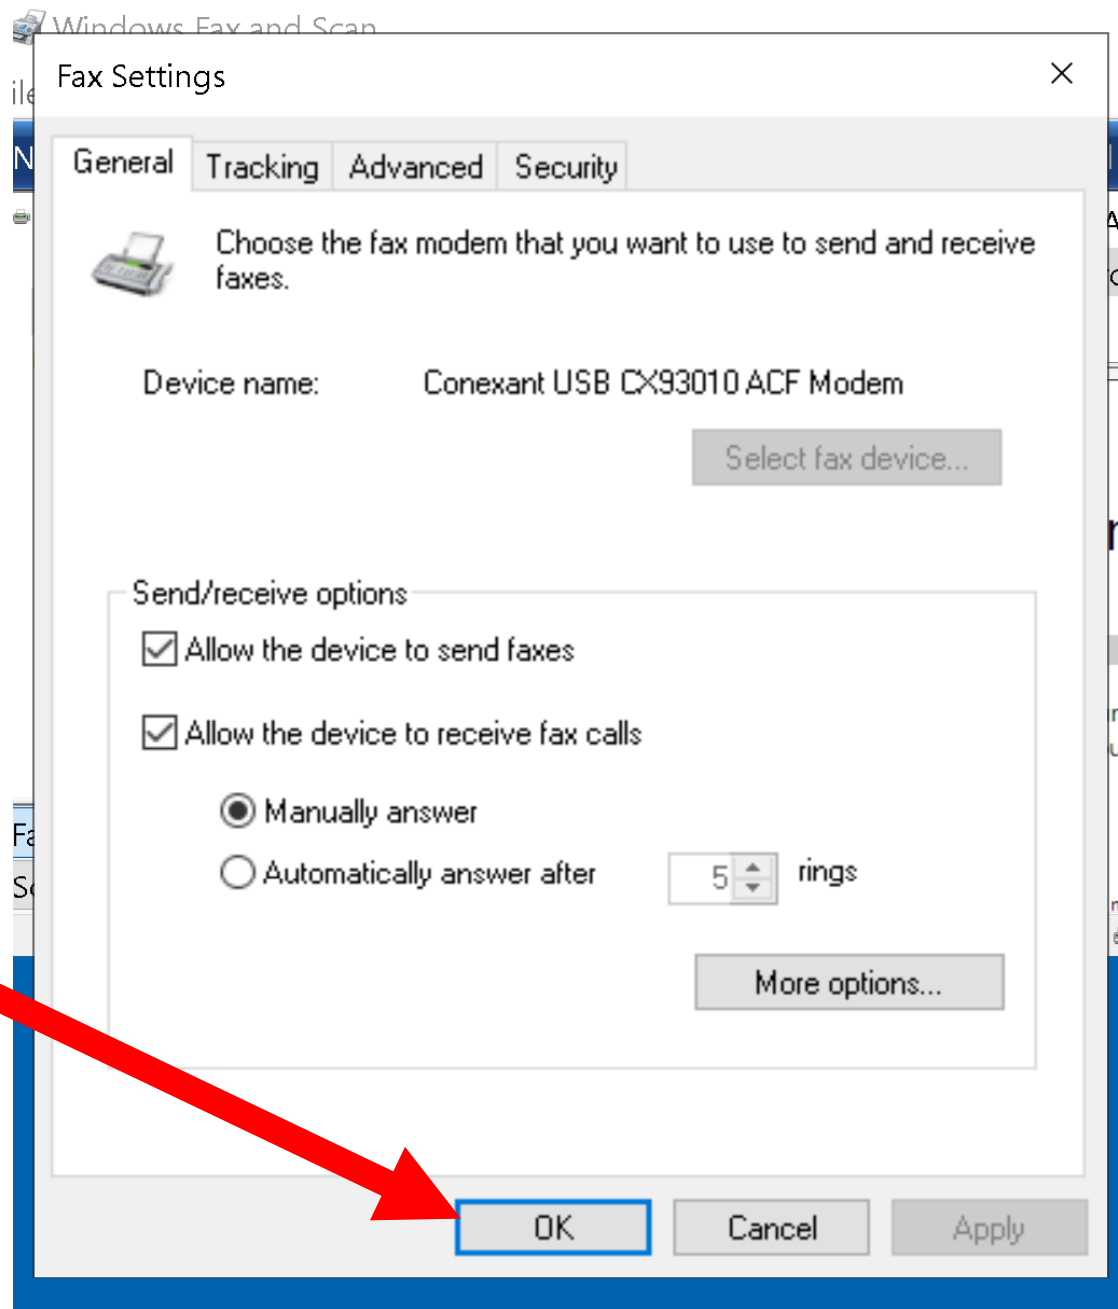 Windows Fax and Scan
Fax Settings
General Tracking Advanced Security
Choose the fax modem that you want to use to send and receive
faxes.
Device name: Conexant USB CX93010 ACF Modem
Select fax device...
Send/receive options
Allow the device to send faxes
Allow the device to receive fax calls
Manually answer
Automatically answer after 5 rings
More options...
OK Cancel Apply